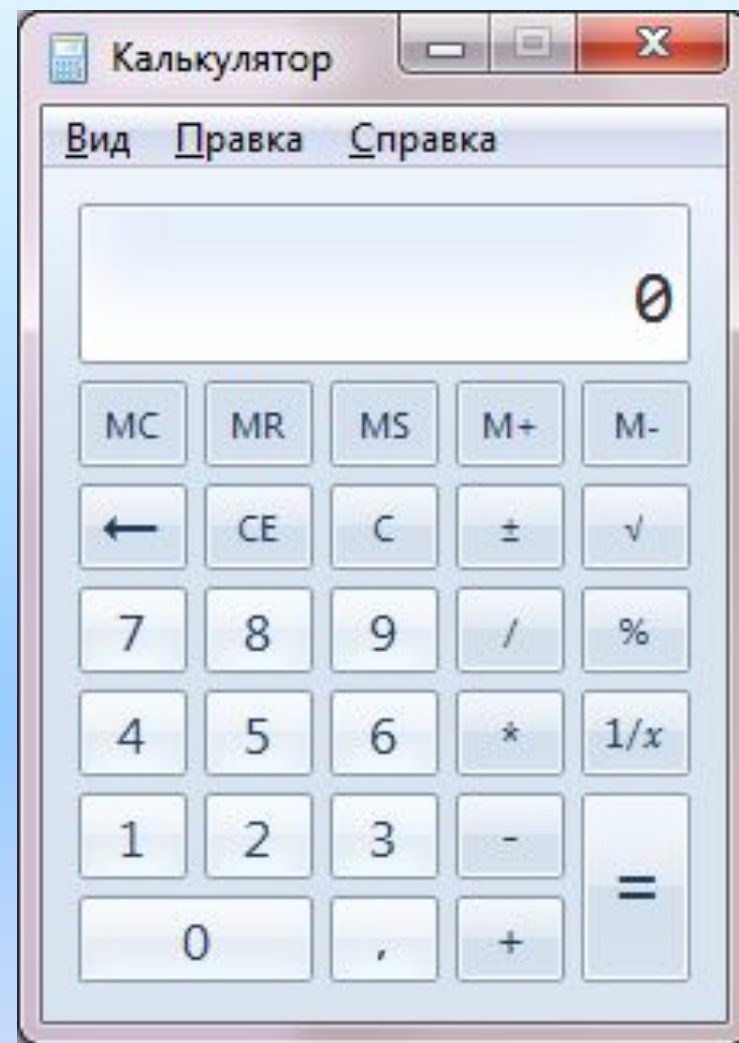 Калькулятор
Вид Правка Справка
0
MC MR MS M+ M-
← CE C ± √
7 8 9 / %
4 5 6 * 1/x
1 2 3 - =
0 , +